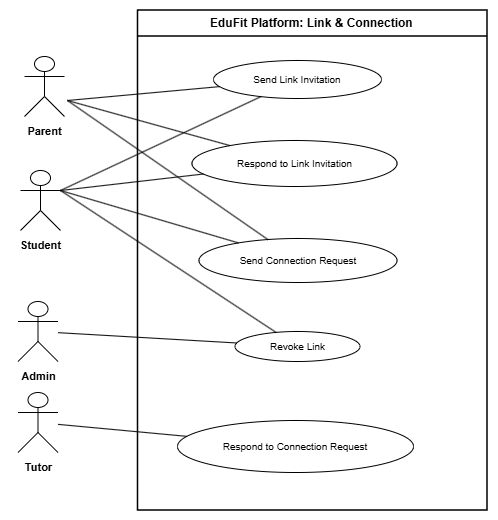 EduFit Platform: Link & Connection
Send Link Invitation
Parent
Respond to Link Invitation
Student
Send Connection Request
Revoke Link
Admin
Respond to Connection Request
Tutor